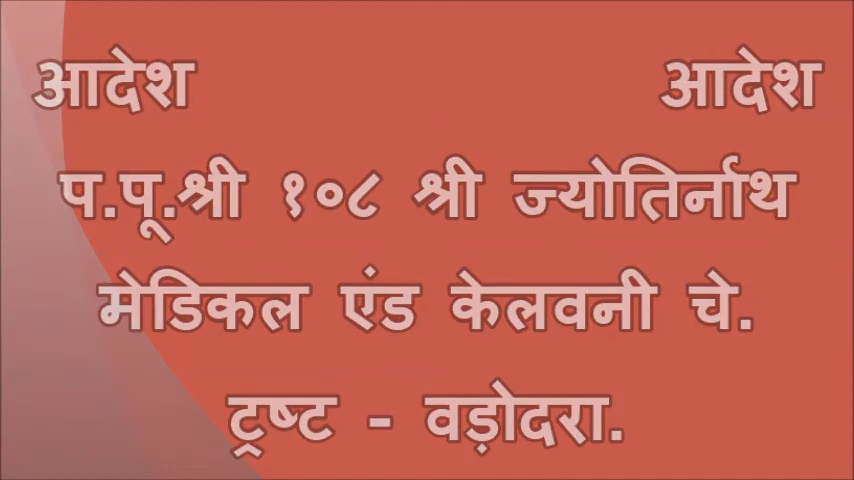 आदेश आदेश
प.पू.श्री १०८ श्री ज्योतिर्नाथ
मेडिकल एंड केलवनी चे.
ट्रष्ट - वड़ोदरा.